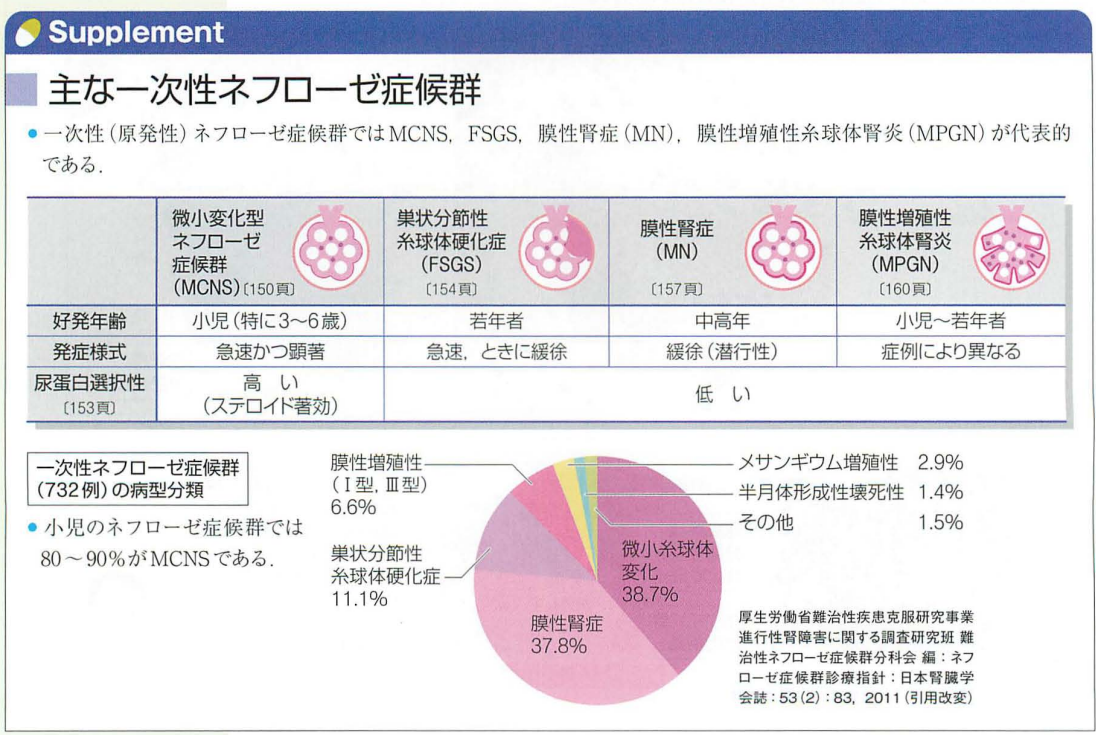 Supplement
主な一次性ネフローゼ症候群
● 一次性（原発性）ネフローゼ症候群ではMCNS，FSGS，膜性腎症（MN），膜性増殖性糸球体腎炎（MPGN）が代表的
である．
微小変化型
ネフローゼ
症候群
(MCNS)〔150頁〕
巣状分節性
糸球体硬化症
(FSGS)
〔154頁〕
膜性腎症
(MN)
〔157頁〕
膜性増殖性
糸球体腎炎
(MPGN)
〔160頁〕
好発年齢 小児（特に3〜6歳） 若年者 中高年 小児〜若年者
発症様式 急速かつ顕著 急速，ときに緩徐 緩徐（潜行性） 症例により異なる
尿蛋白選択性
〔153頁〕
高 い
（ステロイド著効）
低 い
一次性ネフローゼ症候群
(732例)の病型分類
● 小児のネフローゼ症候群では
80〜90%がMCNSである．
膜性増殖性
（Ⅰ型，Ⅲ型）
6.6%
巣状分節性
糸球体硬化症
11.1%
膜性腎症
37.8%
微小糸球体
変化
38.7%
メサンギウム増殖性 2.9%
半月体形成性壊死性 1.4%
その他 1.5%
厚生労働省難治性疾患克服研究事業
進行性腎障害に関する調査研究班 難
治性ネフローゼ症候群分科会 編：ネフ
ローゼ症候群診療指針：日本腎臓学
会誌：53(2)：83，2011（引用改変）